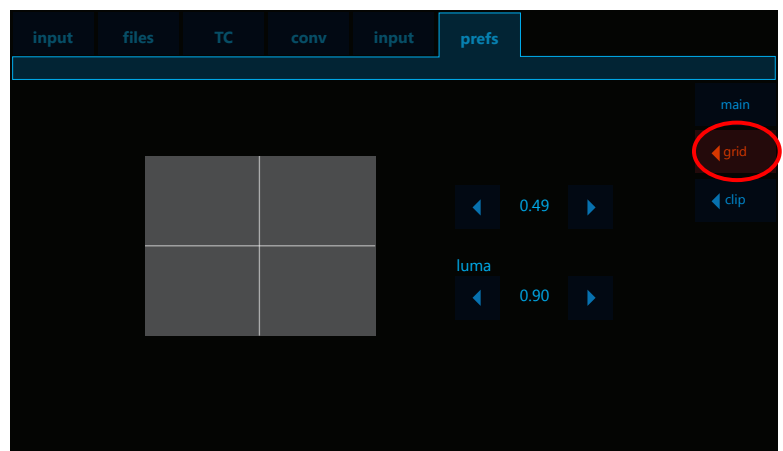 input files TC conv input prefs
main
grid
clip
0.49
luma
0.90